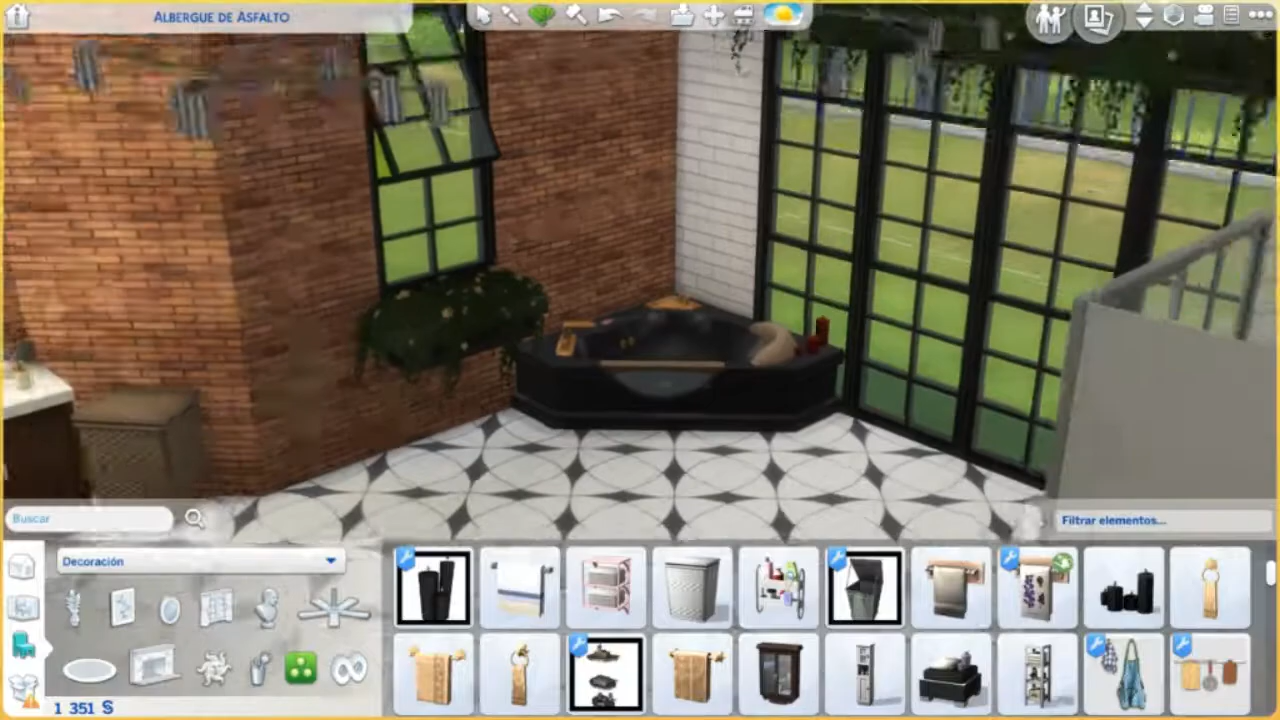 Albergue de Asfalto
Buscar
Filtrar elementos...
Decoración
1 351 S